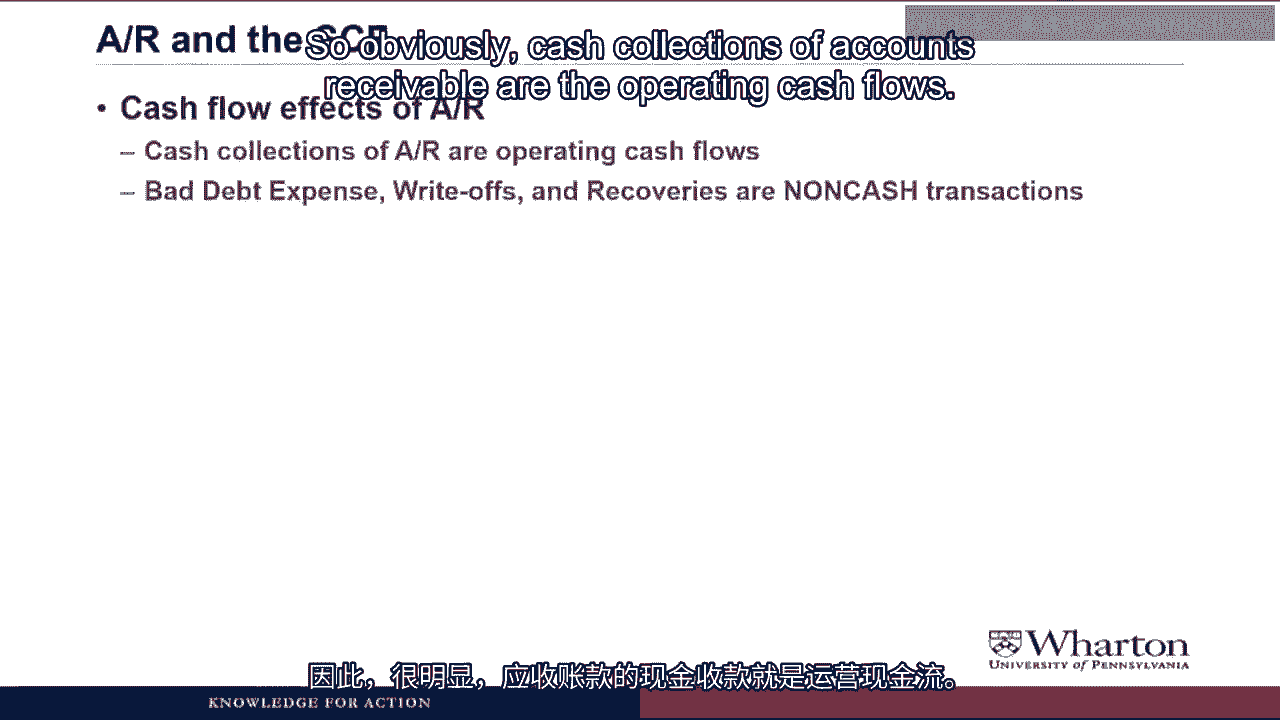 A/R and the SCF
So obviously, cash collections of accounts
receivable are the operating cash flows.
• Cash flow effects of A/R
– Cash collections of A/R are operating cash flows
– Bad Debt Expense, Write-offs, and Recoveries are NONCASH transactions
Wharton
UNIVERSITY OF PENNSYLVANIA
因此，很明显，应收账款的现金收款就是运营现金流。
KNOWLEDGE FOR ACTION